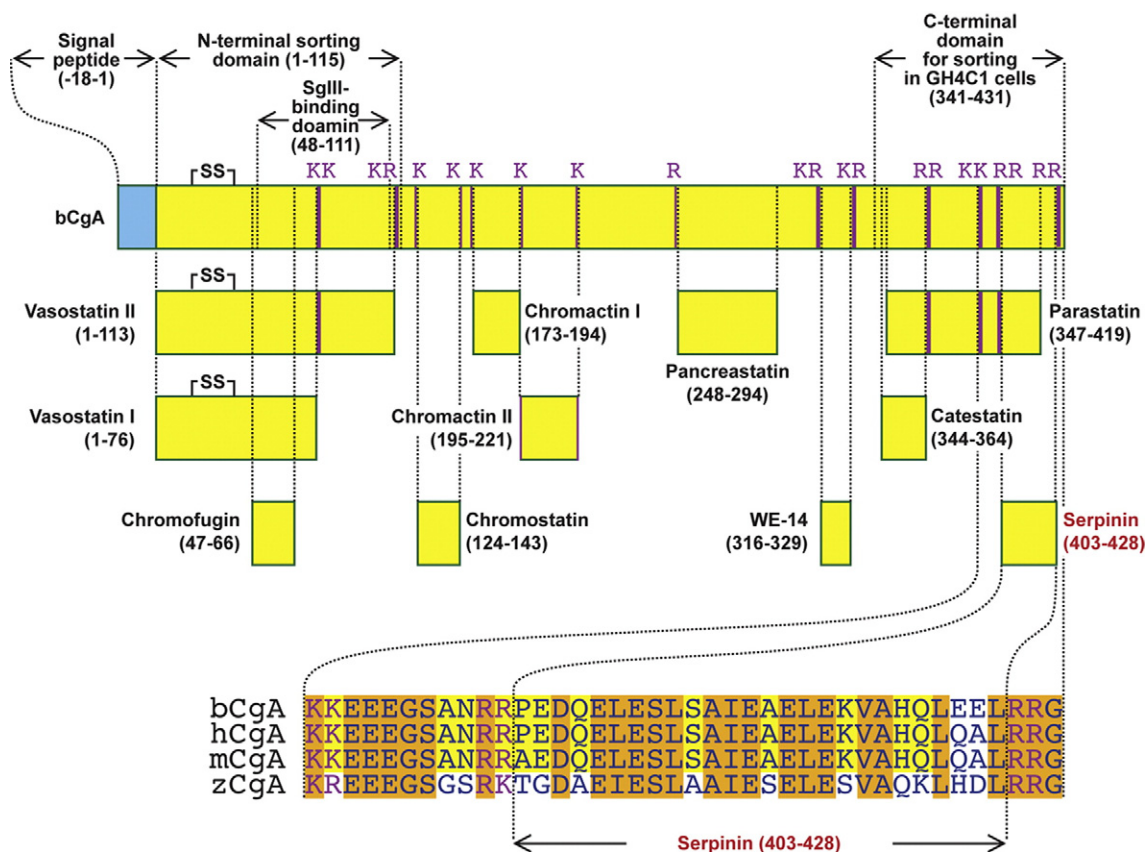 Signal
peptide
(-18-1)
N-terminal sorting
domain (1-115)
SgIII-
binding
doamin
(48-111)
C-terminal
domain
for sorting
in GH4C1 cells
(341-431)
SS
KK KR K K K K K R KR KR RR KK RR RR
bCgA
SS
Vasostatin II
(1-113)
Chromactin I
(173-194)
Pancreastatin
(248-294)
Parastatin
(347-419)
SS
Vasostatin I
(1-76)
Chromactin II
(195-221)
Catestatin
(344-364)
Chromofugin
(47-66)
Chromostatin
(124-143)
WE-14
(316-329)
Serpinin
(403-428)
bCgA KKEEEGSANRRPEDQELESLSAIEAELEKVAHQLEELRRG
hCgA KKEEEGSANRRPEDQELESLSAIEAELEKVAHQLQALRRG
mCgA KKEEEGSANRRAEDQELESLSAIEAELEKVAHQLQALRRG
zCgA KREEEGSGSRKTGDAEIESLAAIESELESVAQKLHDLRRG
Serpinin (403-428)